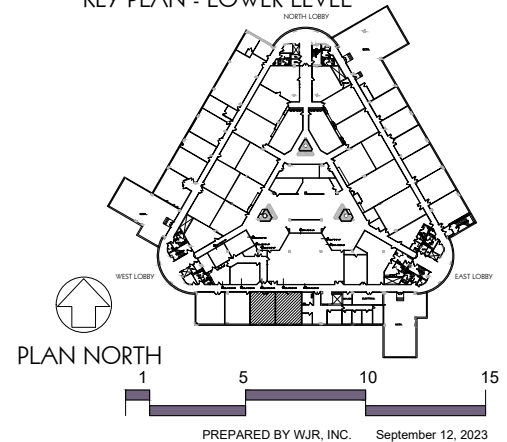 KEY PLAN - LOWER LEVEL
NORTH LOBBY
WEST LOBBY
EAST LOBBY
PLAN NORTH
1 5 10 15
PREPARED BY WJR, INC. September 12, 2023